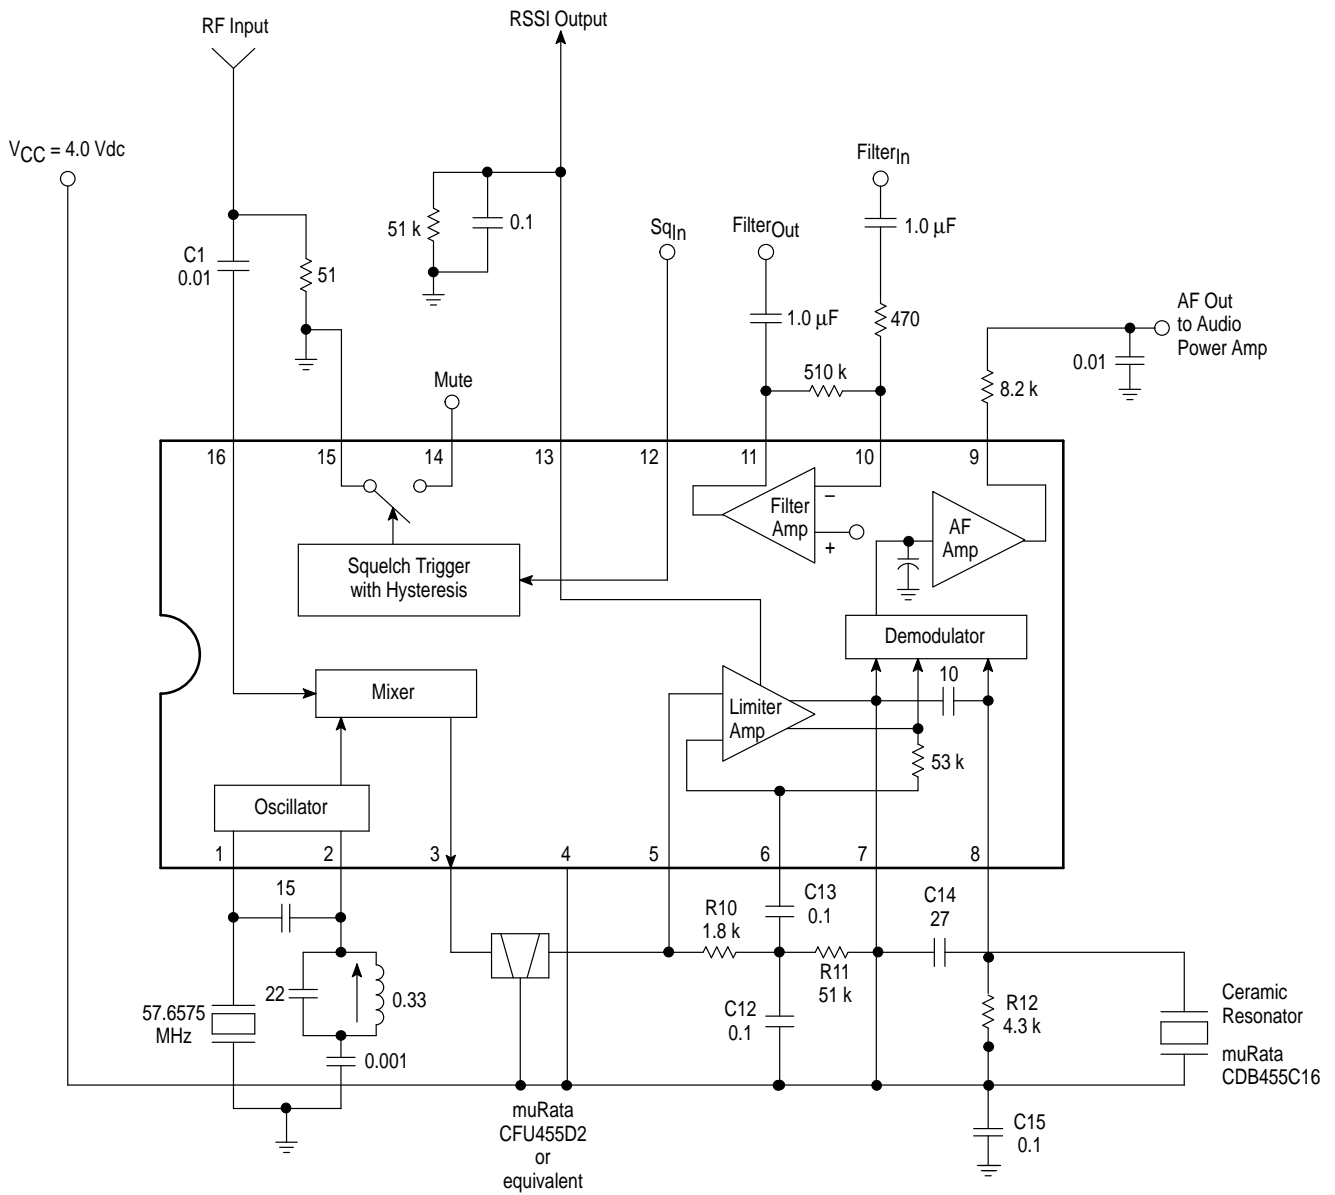 RF Input
RSSI Output
VCC = 4.0 Vdc
FilterIn
C1
0.01
51
51 k
0.1
SqIn
FilterOut
1.0 µF
1.0 µF
470
510 k
AF Out
to Audio
Power Amp
0.01
8.2 k
Mute
16
15
14
13
12
11
10
9
Squelch Trigger
with Hysteresis
Filter
Amp
–
+
AF
Amp
Demodulator
Mixer
Limiter
Amp
10
53 k
Oscillator
1
2
3
4
5
6
7
8
15
22
0.33
57.6575
MHz
0.001
R10
1.8 k
C13
0.1
R11
51 k
C12
0.1
C14
27
R12
4.3 k
Ceramic
Resonator
muRata
CDB455C16
C15
0.1
muRata
CFU455D2
or
equivalent